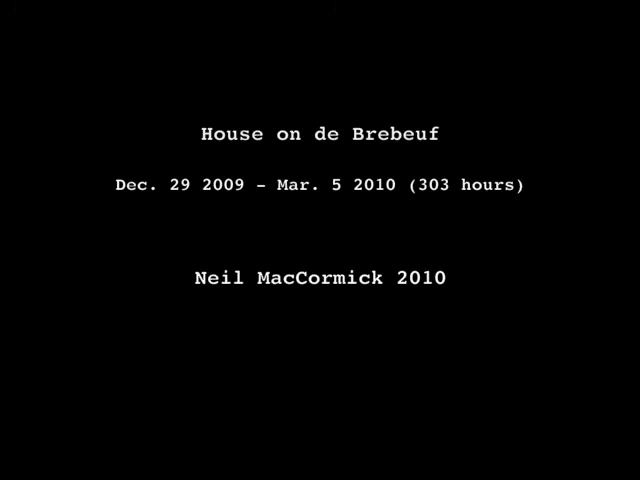 House on de Brebeuf
Dec. 29 2009 - Mar. 5 2010 (303 hours)
Neil MacCormick 2010